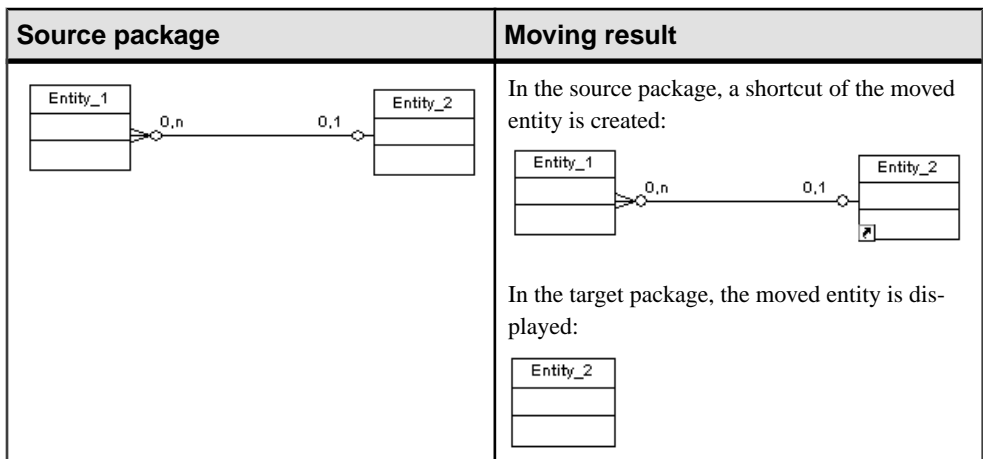 Source package
Moving result
Entity_1
0,n
0,1
Entity_2
In the source package, a shortcut of the moved
entity is created:
Entity_1
0,n
0,1
Entity_2
In the target package, the moved entity is dis-
played:
Entity_2